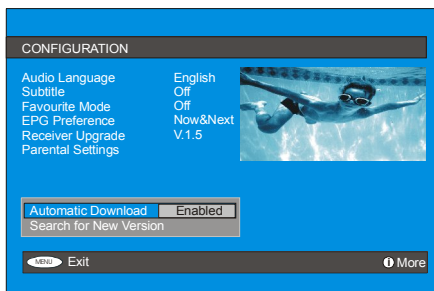 CONFIGURATION
Audio Language English
Subtitle Off
Favourite Mode Off
EPG Preference Now&Next
Receiver Upgrade V.1.5
Parental Settings
Automatic Download Enabled
Search for New Version
MENU Exit i More